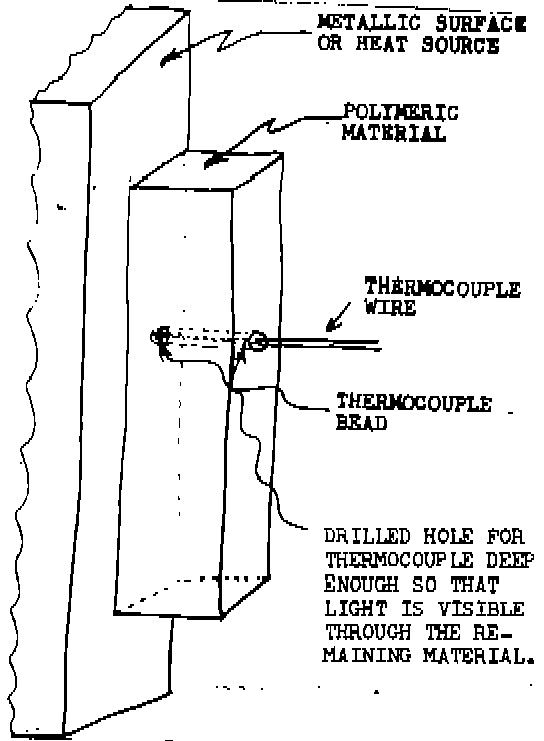 METALLIC SURFACE
OR HEAT SOURCE
POLYMERIC
MATERIAL
THERMOCOUPLE
WIRE
THERMOCOUPLE
BEAD
DRILLED HOLE FOR
THERMOCOUPLE DEEP
ENOUGH SO THAT
LIGHT IS VISIBLE
THROUGH THE RE-
MAINING MATERIAL.